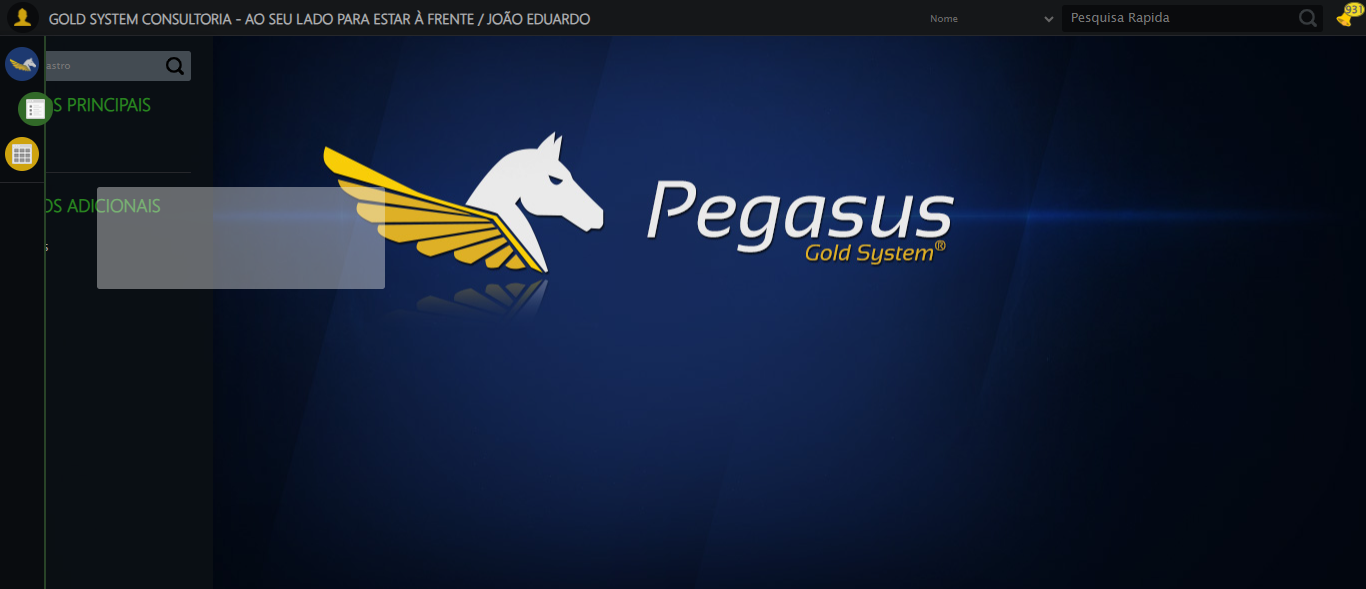 GOLD SYSTEM CONSULTORIA - AO SEU LADO PARA ESTAR À FRENTE / JOÃO EDUARDO
Nome
Pesquisa Rapida
931
astro
S PRINCIPAIS
OS ADICIONAIS
s
Pegasus
Gold System®